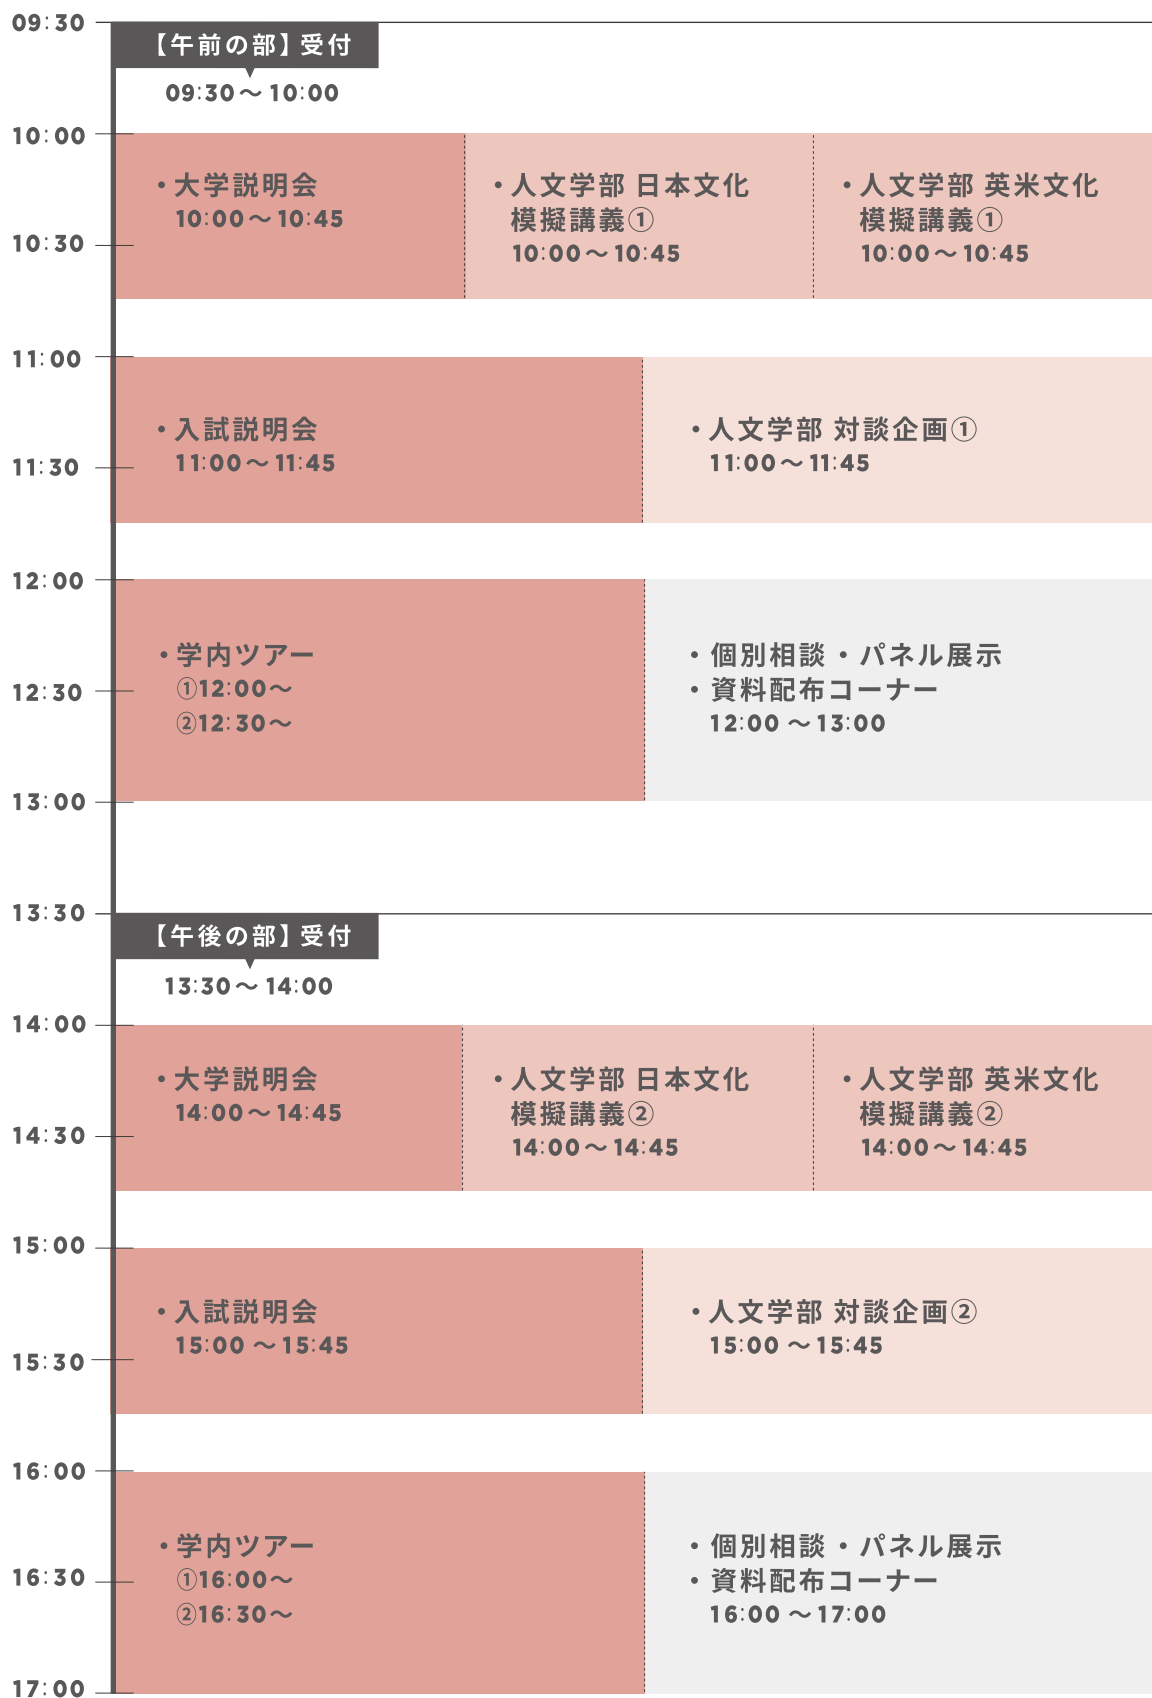 09:30
【午前の部】受付
09:30～10:00
10:00
・大学説明会
10:00～10:45
・人文学部 日本文化
模擬講義①
10:00～10:45
・人文学部 英米文化
模擬講義①
10:00～10:45
10:30
11:00
・入試説明会
11:00～11:45
・人文学部 対談企画①
11:00～11:45
11:30
12:00
・学内ツアー
①12:00～
②12:30～
・個別相談・パネル展示
・資料配布コーナー
12:00 ～13:00
12:30
13:00
13:30
【午後の部】受付
13:30～14:00
14:00
・大学説明会
14:00～14:45
・人文学部 日本文化
模擬講義②
14:00～14:45
・人文学部 英米文化
模擬講義②
14:00～14:45
14:30
15:00
・入試説明会
15:00 ～15:45
・人文学部 対談企画②
15:00 ～15:45
15:30
16:00
・学内ツアー
①16:00～
②16:30～
・個別相談・パネル展示
・資料配布コーナー
16:00 ～17:00
16:30
17:00